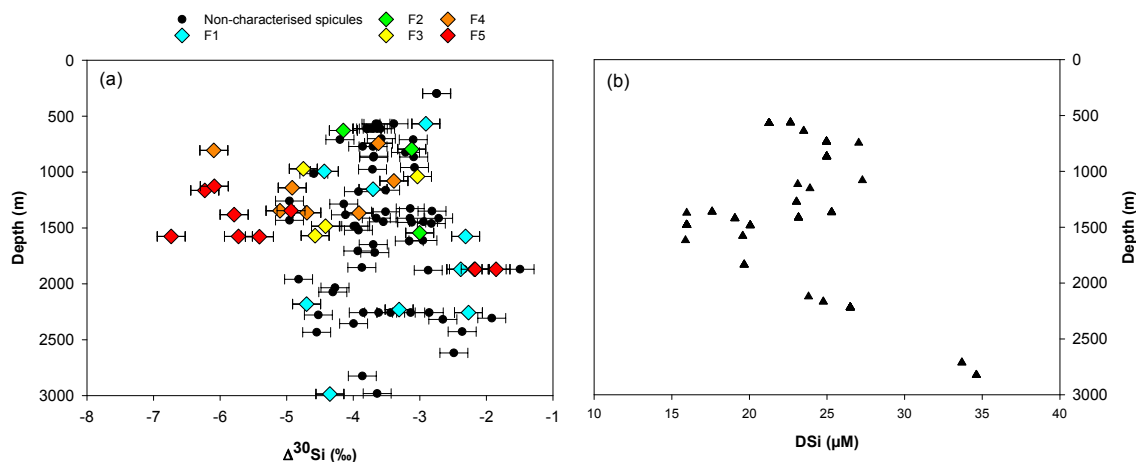 Non-characterised spicules F2 F4
F1 F3 F5
(a)
0
500
1000
1500
2000
2500
3000
Depth (m)
-8 -7 -6 -5 -4 -3 -2 -1
Δ³⁰Si (‰)
(b)
0
500
1000
1500
2000
2500
3000
Depth (m)
10 15 20 25 30 35 40
DSi (µM)